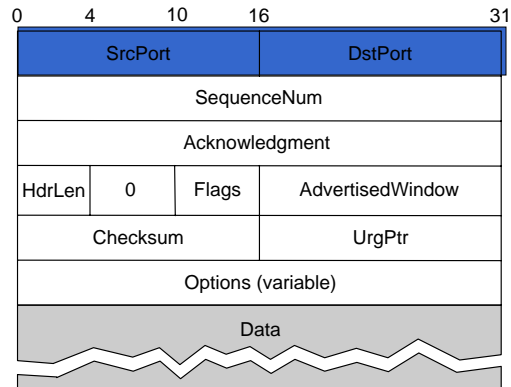 0 4 10 16 31
SrcPort DstPort
SequenceNum
Acknowledgment
HdrLen 0 Flags AdvertisedWindow
Checksum UrgPtr
Options (variable)
Data